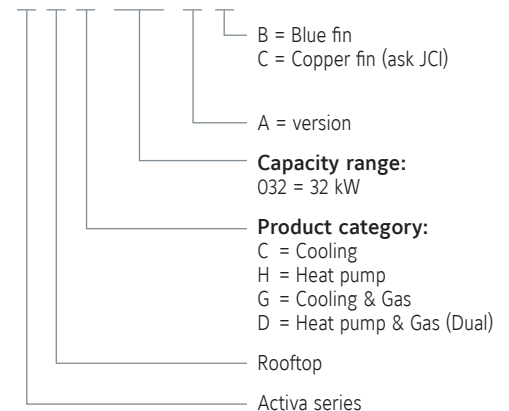 B = Blue fin
C = Copper fin (ask JCI)
A = version
Capacity range:
032 = 32 kW
Product category:
C = Cooling
H = Heat pump
G = Cooling & Gas
D = Heat pump & Gas (Dual)
Rooftop
Activa series